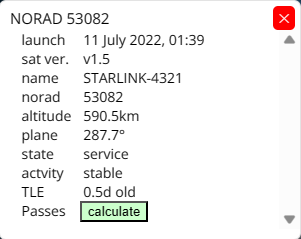 NORAD 53082
launch 11 July 2022, 01:39
sat ver. v1.5
name STARLINK-4321
norad 53082
altitude 590.5km
plane 287.7°
state service
actvity stable
TLE 0.5d old
Passes calculate